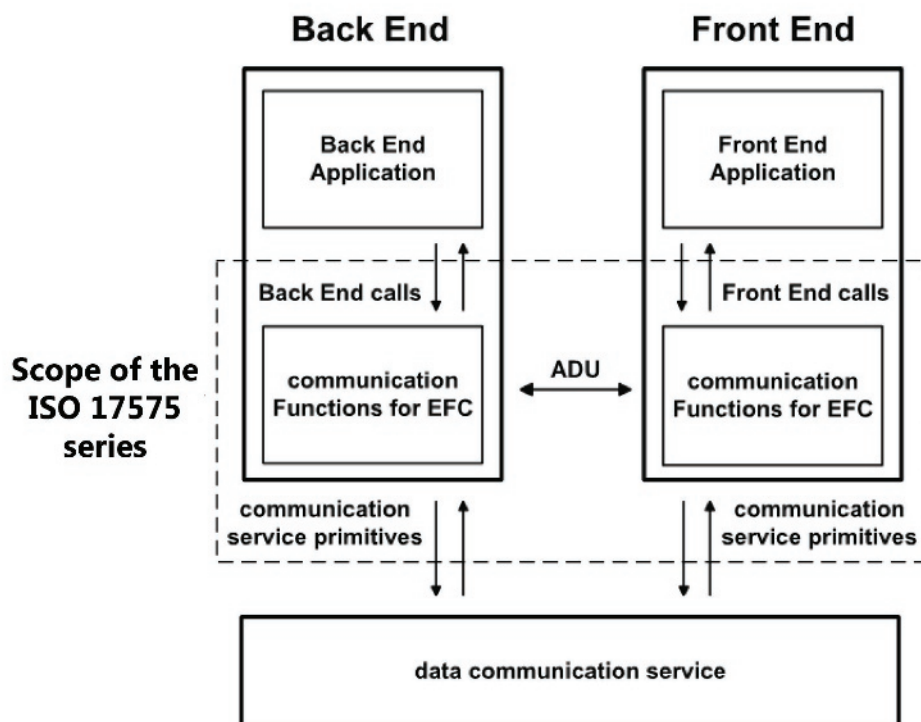 Back End
Front End
Back End
Application
Front End
Application
Back End calls
Front End calls
Scope of the
ISO 17575
series
communication
Functions for EFC
ADU
communication
Functions for EFC
communication
service primitives
communication
service primitives
data communication service